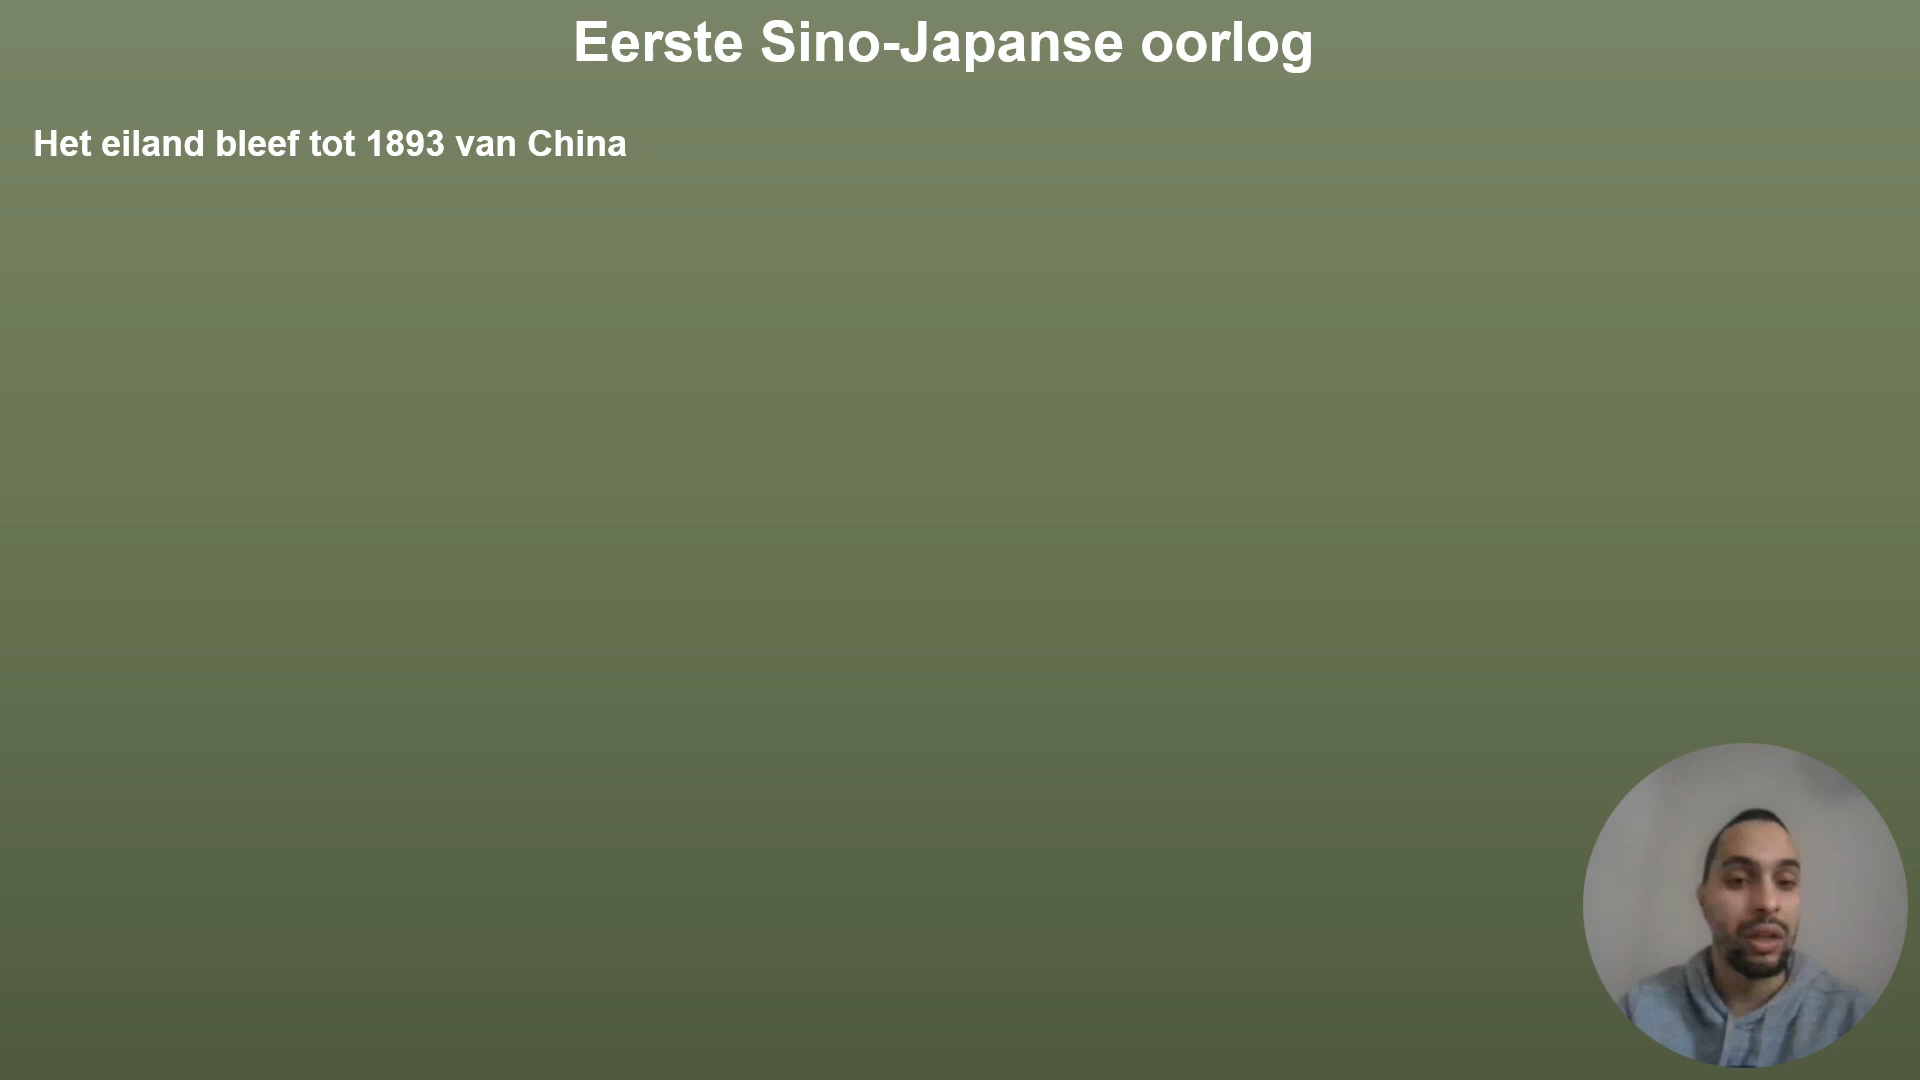 Eerste Sino-Japanse oorlog
Het eiland bleef tot 1893 van China